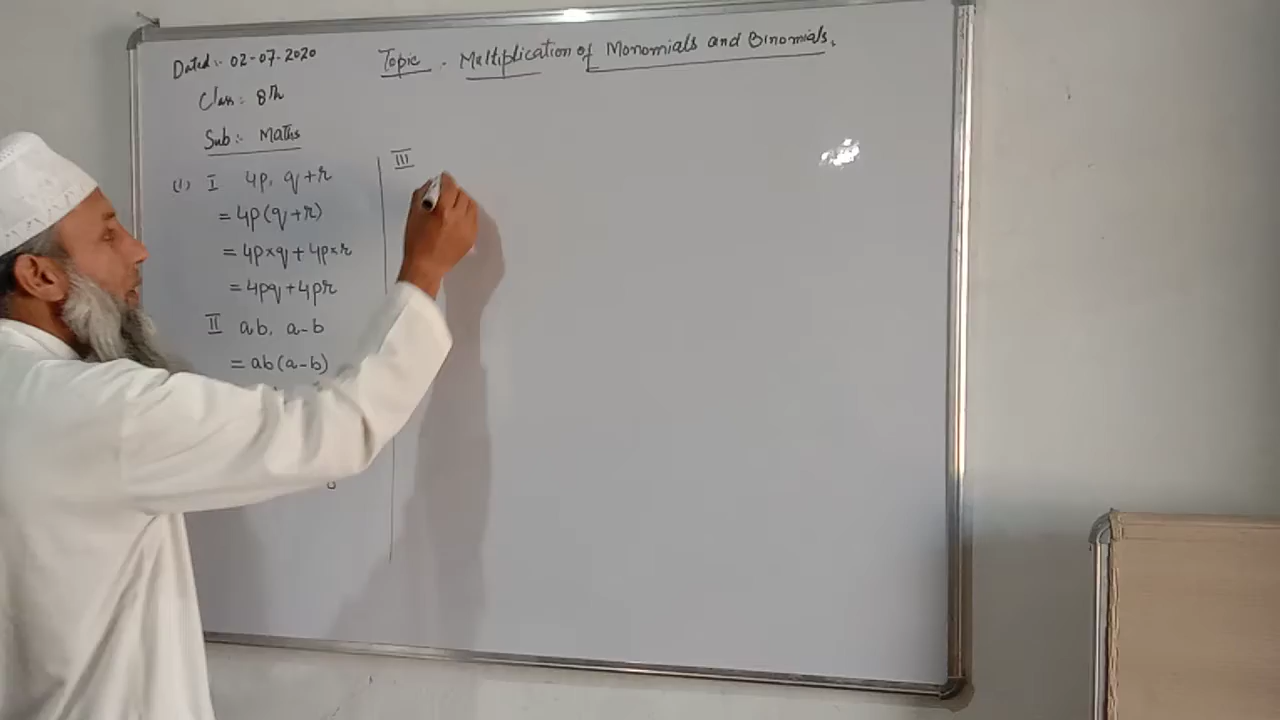 Dated:- 02-07-2020
Topic - Multiplication of Monomials and Binomials.
Class:- 8th
Sub:- Maths
(1) I 4p, q+r
= 4p(q+r)
= 4p×q + 4p×r
= 4pq + 4pr
II ab, a-b
= ab(a-b)
III